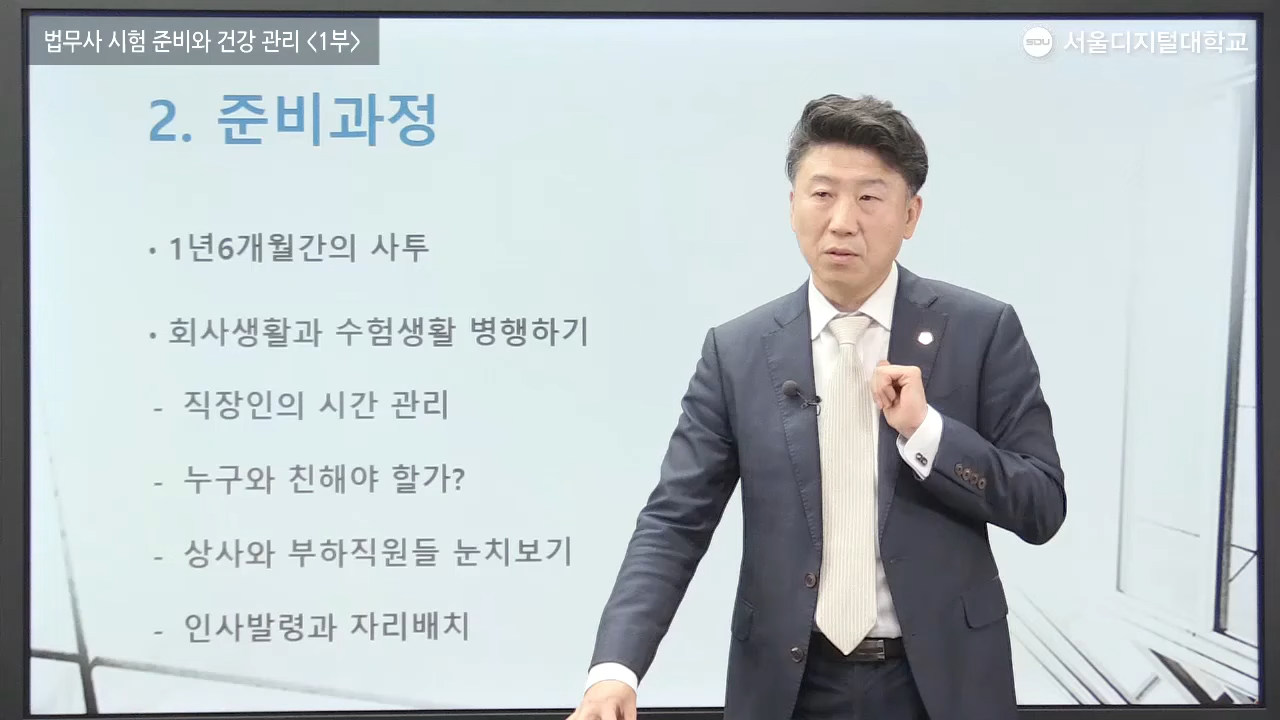 법무사 시험 준비와 건강 관리 <1부>
SDU 서울디지털대학교
2. 준비과정
• 1년6개월간의 사투
• 회사생활과 수험생활 병행하기
- 직장인의 시간 관리
- 누구와 친해야 할가?
- 상사와 부하직원들 눈치보기
- 인사발령과 자리배치